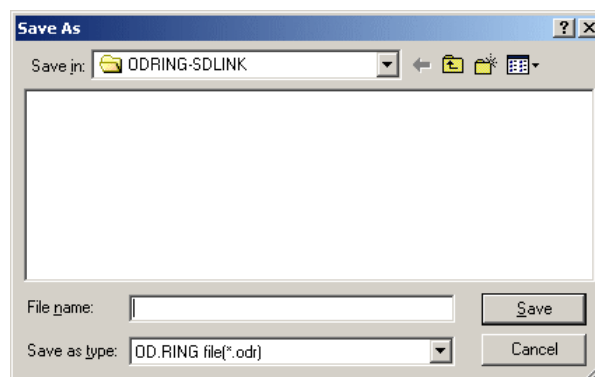 Save As
Save in: ODRING-SDLINK
File name:
Save
Save as type: OD.RING file(*.odr)
Cancel